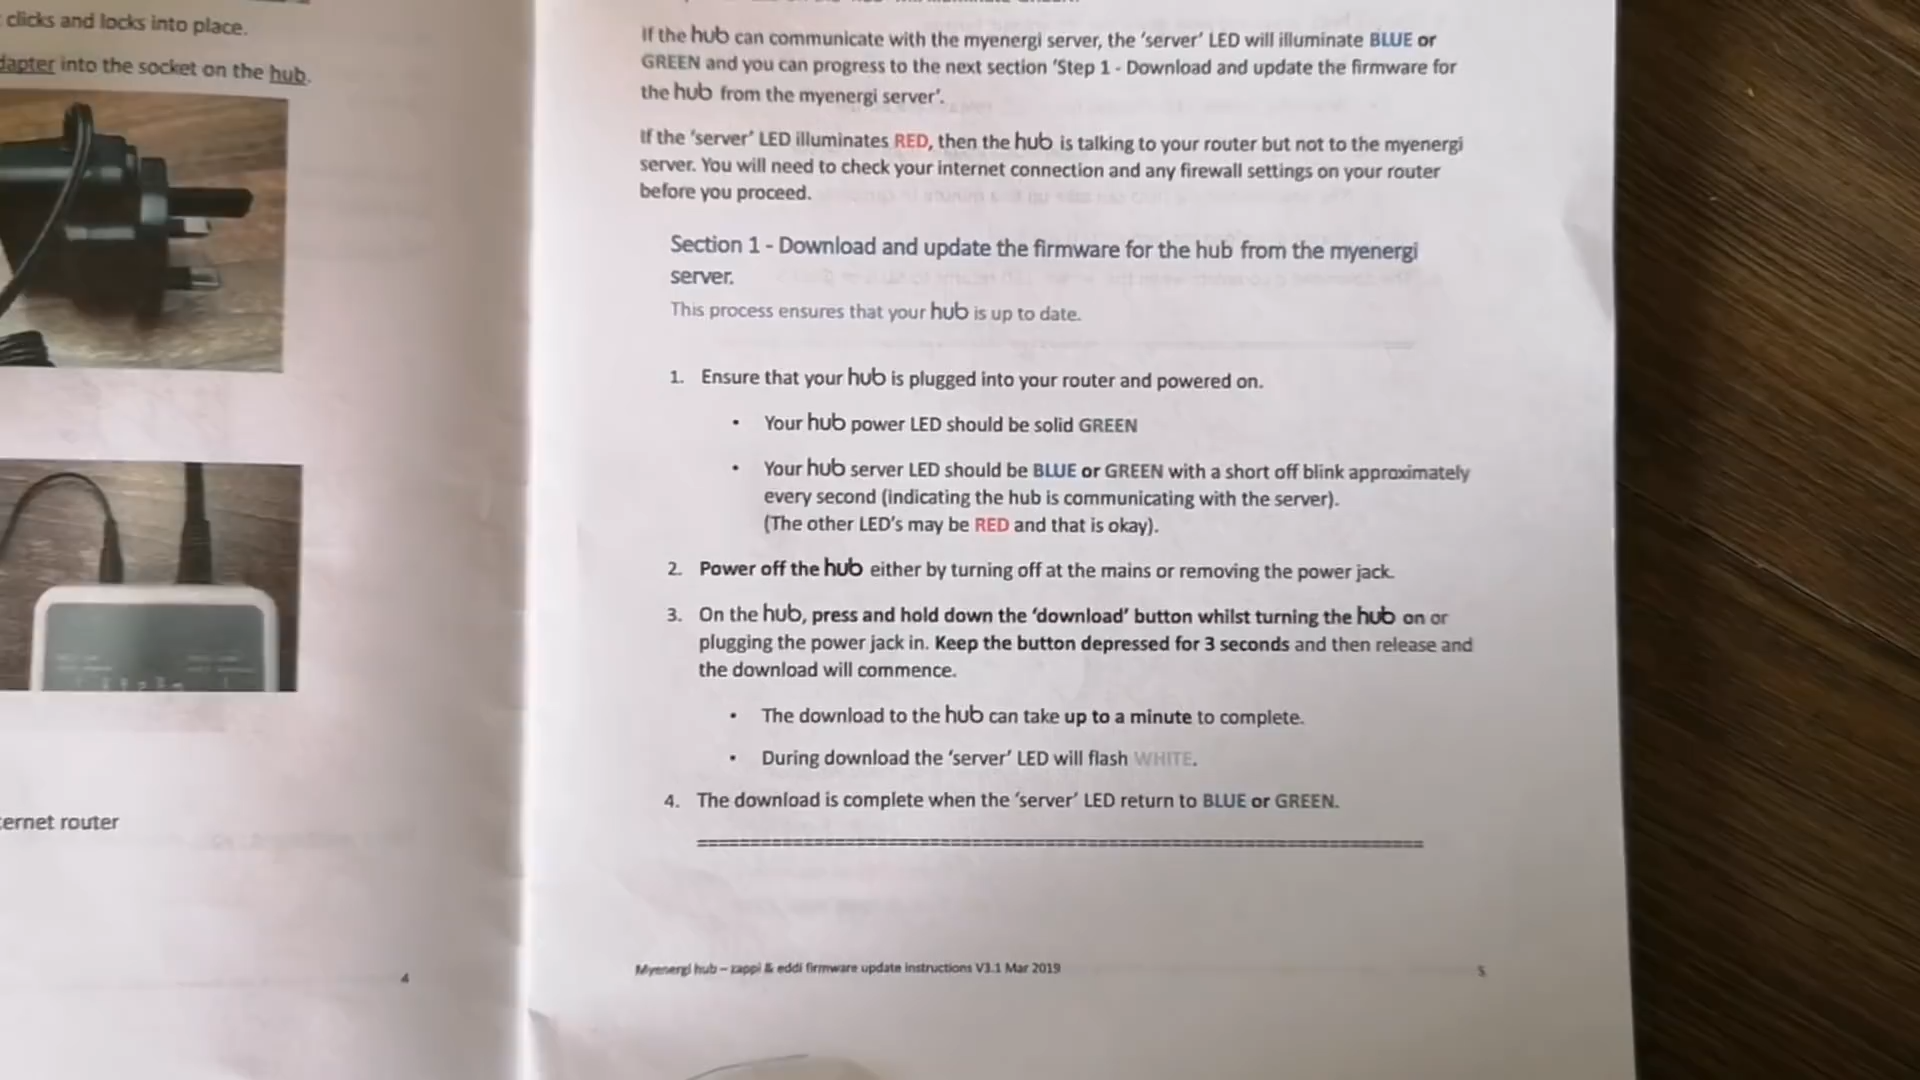 clicks and locks into place.
dapter into the socket on the hub.
ernet router
4
If the hub can communicate with the myenergi server, the 'server' LED will illuminate BLUE or
GREEN and you can progress to the next section 'Step 1 - Download and update the firmware for
the hub from the myenergi server'.
If the 'server' LED illuminates RED, then the hub is talking to your router but not to the myenergi
server. You will need to check your internet connection and any firewall settings on your router
before you proceed.
Section 1 - Download and update the firmware for the hub from the myenergi
server.
This process ensures that your hub is up to date.
1. Ensure that your hub is plugged into your router and powered on.
• Your hub power LED should be solid GREEN
• Your hub server LED should be BLUE or GREEN with a short off blink approximately
every second (indicating the hub is communicating with the server).
(The other LED's may be RED and that is okay).
2. Power off the hub either by turning off at the mains or removing the power jack.
3. On the hub, press and hold down the 'download' button whilst turning the hub on or
plugging the power jack in. Keep the button depressed for 3 seconds and then release and
the download will commence.
• The download to the hub can take up to a minute to complete.
• During download the 'server' LED will flash WHITE.
4. The download is complete when the 'server' LED return to BLUE or GREEN.
Myenergi hub – zappi & eddi firmware update instructions V3.1 Mar 2019
5